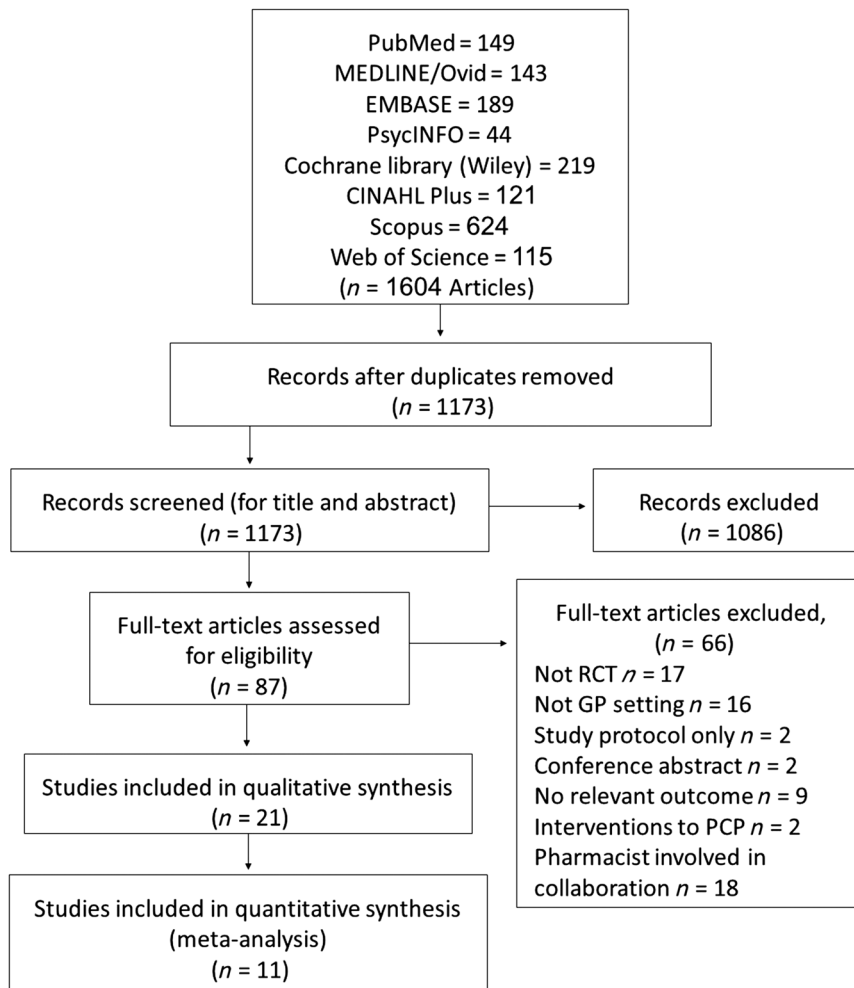 PubMed = 149
MEDLINE/Ovid = 143
EMBASE = 189
PsycINFO = 44
Cochrane library (Wiley) = 219
CINAHL Plus = 121
Scopus = 624
Web of Science = 115
(n = 1604 Articles)
Records after duplicates removed
(n = 1173)
Records screened (for title and abstract)
(n = 1173)
Records excluded
(n = 1086)
Full-text articles assessed
for eligibility
(n = 87)
Full-text articles excluded,
(n = 66)
Not RCT n = 17
Not GP setting n = 16
Study protocol only n = 2
Conference abstract n = 2
No relevant outcome n = 9
Interventions to PCP n = 2
Pharmacist involved in
collaboration n = 18
Studies included in qualitative synthesis
(n = 21)
Studies included in quantitative synthesis
(meta-analysis)
(n = 11)